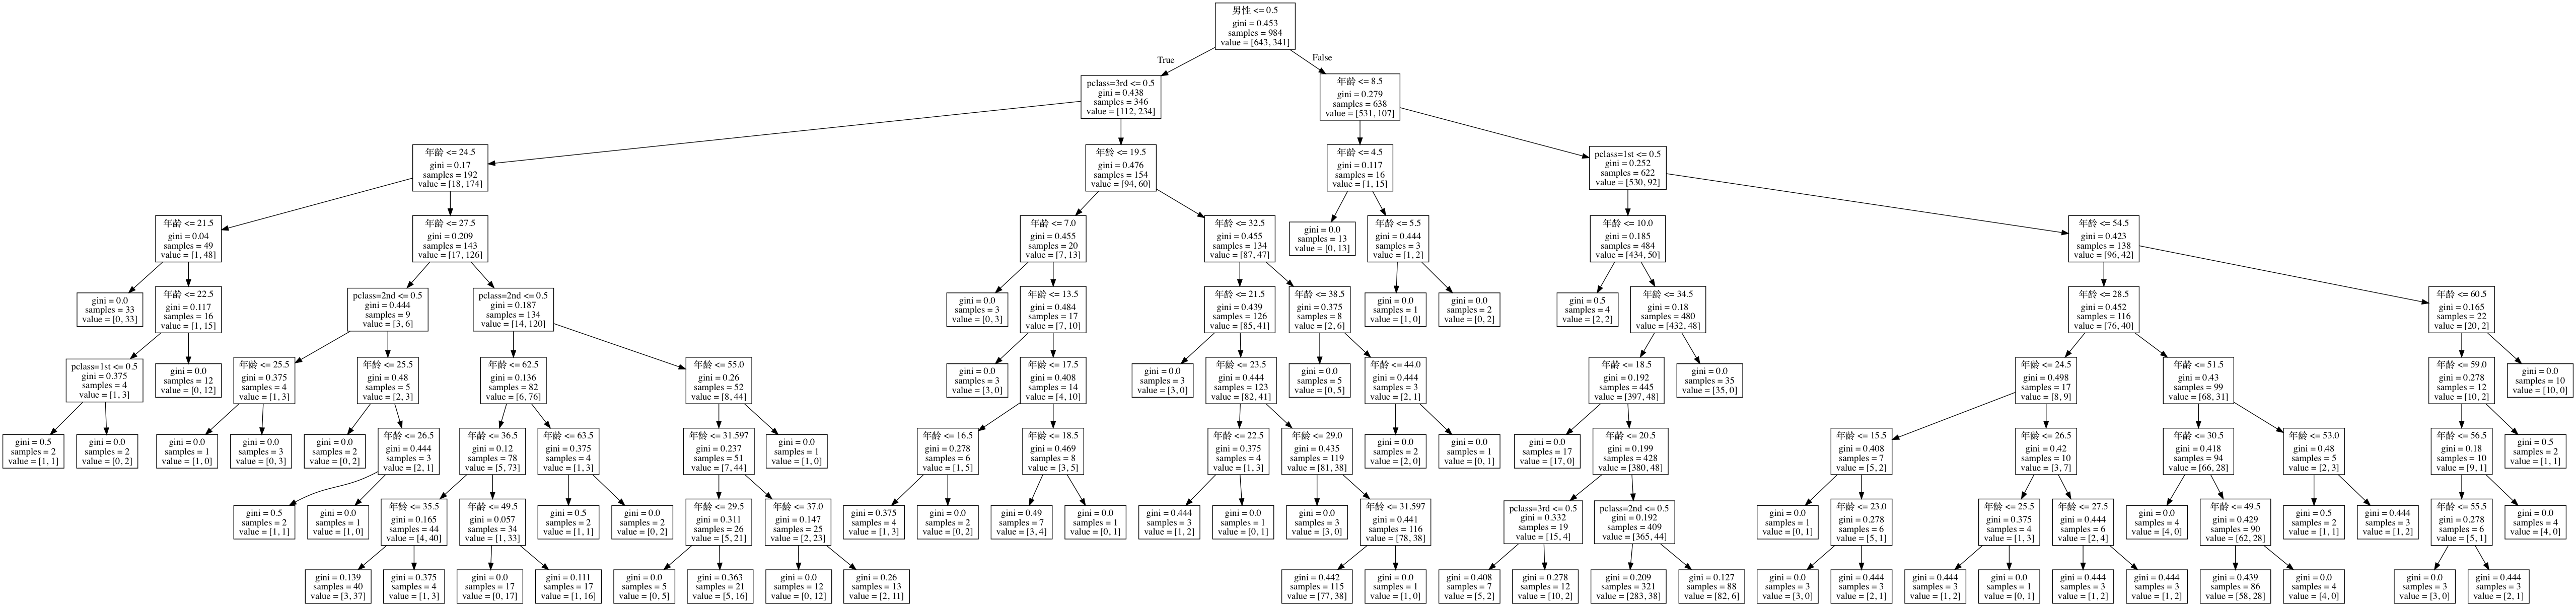 男性 <= 0.5
gini = 0.453
samples = 984
value = [643, 341]
True
False
pclass=3rd <= 0.5
gini = 0.438
samples = 346
value = [112, 234]
年龄 <= 8.5
gini = 0.279
samples = 638
value = [531, 107]
年龄 <= 24.5
gini = 0.17
samples = 192
value = [18, 174]
年龄 <= 19.5
gini = 0.476
samples = 154
value = [94, 60]
年龄 <= 4.5
gini = 0.117
samples = 16
value = [1, 15]
pclass=1st <= 0.5
gini = 0.252
samples = 622
value = [530, 92]
年龄 <= 21.5
gini = 0.04
samples = 49
value = [1, 48]
年龄 <= 27.5
gini = 0.209
samples = 143
value = [17, 126]
年龄 <= 7.0
gini = 0.455
samples = 20
value = [7, 13]
年龄 <= 32.5
gini = 0.455
samples = 134
value = [87, 47]
gini = 0.0
samples = 13
value = [0, 13]
年龄 <= 5.5
gini = 0.444
samples = 3
value = [1, 2]
年龄 <= 10.0
gini = 0.185
samples = 484
value = [434, 50]
年龄 <= 54.5
gini = 0.423
samples = 138
value = [96, 42]
gini = 0.0
samples = 33
value = [0, 33]
年龄 <= 22.5
gini = 0.117
samples = 16
value = [1, 15]
pclass=2nd <= 0.5
gini = 0.444
samples = 9
value = [3, 6]
pclass=2nd <= 0.5
gini = 0.187
samples = 134
value = [14, 120]
gini = 0.0
samples = 3
value = [0, 3]
年龄 <= 13.5
gini = 0.484
samples = 17
value = [7, 10]
年龄 <= 21.5
gini = 0.439
samples = 126
value = [85, 41]
年龄 <= 38.5
gini = 0.375
samples = 8
value = [2, 6]
gini = 0.0
samples = 1
value = [1, 0]
gini = 0.0
samples = 2
value = [0, 2]
gini = 0.5
samples = 4
value = [2, 2]
年龄 <= 34.5
gini = 0.18
samples = 480
value = [432, 48]
年龄 <= 28.5
gini = 0.452
samples = 116
value = [76, 40]
年龄 <= 60.5
gini = 0.165
samples = 22
value = [20, 2]
pclass=1st <= 0.5
gini = 0.375
samples = 4
value = [1, 3]
gini = 0.0
samples = 12
value = [0, 12]
年龄 <= 25.5
gini = 0.375
samples = 4
value = [1, 3]
年龄 <= 25.5
gini = 0.48
samples = 5
value = [2, 3]
年龄 <= 62.5
gini = 0.136
samples = 82
value = [6, 76]
年龄 <= 55.0
gini = 0.26
samples = 52
value = [8, 44]
gini = 0.0
samples = 3
value = [3, 0]
年龄 <= 17.5
gini = 0.408
samples = 14
value = [4, 10]
gini = 0.0
samples = 3
value = [3, 0]
年龄 <= 23.5
gini = 0.444
samples = 123
value = [82, 41]
gini = 0.0
samples = 5
value = [0, 5]
年龄 <= 44.0
gini = 0.444
samples = 3
value = [2, 1]
年龄 <= 18.5
gini = 0.192
samples = 445
value = [397, 48]
gini = 0.0
samples = 35
value = [35, 0]
年龄 <= 24.5
gini = 0.498
samples = 17
value = [8, 9]
年龄 <= 51.5
gini = 0.43
samples = 99
value = [68, 31]
年龄 <= 59.0
gini = 0.278
samples = 12
value = [10, 2]
gini = 0.0
samples = 10
value = [10, 0]
gini = 0.5
samples = 2
value = [1, 1]
gini = 0.0
samples = 2
value = [0, 2]
gini = 0.0
samples = 1
value = [1, 0]
gini = 0.0
samples = 3
value = [0, 3]
gini = 0.0
samples = 2
value = [0, 2]
年龄 <= 26.5
gini = 0.444
samples = 3
value = [2, 1]
年龄 <= 36.5
gini = 0.12
samples = 78
value = [5, 73]
年龄 <= 63.5
gini = 0.375
samples = 4
value = [1, 3]
年龄 <= 31.597
gini = 0.237
samples = 51
value = [7, 44]
gini = 0.0
samples = 1
value = [1, 0]
年龄 <= 16.5
gini = 0.278
samples = 6
value = [1, 5]
年龄 <= 18.5
gini = 0.469
samples = 8
value = [3, 5]
年龄 <= 22.5
gini = 0.375
samples = 4
value = [1, 3]
年龄 <= 29.0
gini = 0.435
samples = 119
value = [81, 38]
gini = 0.0
samples = 2
value = [2, 0]
gini = 0.0
samples = 1
value = [0, 1]
gini = 0.0
samples = 17
value = [17, 0]
年龄 <= 20.5
gini = 0.199
samples = 428
value = [380, 48]
年龄 <= 15.5
gini = 0.408
samples = 7
value = [5, 2]
年龄 <= 26.5
gini = 0.42
samples = 10
value = [3, 7]
年龄 <= 30.5
gini = 0.418
samples = 94
value = [66, 28]
年龄 <= 53.0
gini = 0.48
samples = 5
value = [2, 3]
年龄 <= 56.5
gini = 0.18
samples = 10
value = [9, 1]
gini = 0.5
samples = 2
value = [1, 1]
gini = 0.5
samples = 2
value = [1, 1]
gini = 0.0
samples = 1
value = [1, 0]
年龄 <= 35.5
gini = 0.165
samples = 44
value = [4, 40]
年龄 <= 49.5
gini = 0.057
samples = 34
value = [1, 33]
gini = 0.5
samples = 2
value = [1, 1]
gini = 0.0
samples = 2
value = [0, 2]
年龄 <= 29.5
gini = 0.311
samples = 26
value = [5, 21]
年龄 <= 37.0
gini = 0.147
samples = 25
value = [2, 23]
gini = 0.375
samples = 4
value = [1, 3]
gini = 0.0
samples = 2
value = [0, 2]
gini = 0.49
samples = 7
value = [3, 4]
gini = 0.0
samples = 1
value = [0, 1]
gini = 0.444
samples = 3
value = [1, 2]
gini = 0.0
samples = 1
value = [0, 1]
gini = 0.0
samples = 3
value = [3, 0]
年龄 <= 31.597
gini = 0.441
samples = 116
value = [78, 38]
pclass=3rd <= 0.5
gini = 0.332
samples = 19
value = [15, 4]
pclass=2nd <= 0.5
gini = 0.192
samples = 409
value = [365, 44]
gini = 0.0
samples = 1
value = [0, 1]
年龄 <= 23.0
gini = 0.278
samples = 6
value = [5, 1]
年龄 <= 25.5
gini = 0.375
samples = 4
value = [1, 3]
年龄 <= 27.5
gini = 0.444
samples = 6
value = [2, 4]
gini = 0.0
samples = 4
value = [4, 0]
年龄 <= 49.5
gini = 0.429
samples = 90
value = [62, 28]
gini = 0.5
samples = 2
value = [1, 1]
gini = 0.444
samples = 3
value = [1, 2]
年龄 <= 55.5
gini = 0.278
samples = 6
value = [5, 1]
gini = 0.0
samples = 4
value = [4, 0]
gini = 0.139
samples = 40
value = [3, 37]
gini = 0.375
samples = 4
value = [1, 3]
gini = 0.0
samples = 17
value = [0, 17]
gini = 0.111
samples = 17
value = [1, 16]
gini = 0.0
samples = 5
value = [0, 5]
gini = 0.363
samples = 21
value = [5, 16]
gini = 0.0
samples = 12
value = [0, 12]
gini = 0.26
samples = 13
value = [2, 11]
gini = 0.442
samples = 115
value = [77, 38]
gini = 0.0
samples = 1
value = [1, 0]
gini = 0.408
samples = 7
value = [5, 2]
gini = 0.278
samples = 12
value = [10, 2]
gini = 0.209
samples = 321
value = [283, 38]
gini = 0.127
samples = 88
value = [82, 6]
gini = 0.0
samples = 3
value = [3, 0]
gini = 0.444
samples = 3
value = [2, 1]
gini = 0.444
samples = 3
value = [1, 2]
gini = 0.0
samples = 1
value = [0, 1]
gini = 0.444
samples = 3
value = [1, 2]
gini = 0.444
samples = 3
value = [1, 2]
gini = 0.439
samples = 86
value = [58, 28]
gini = 0.0
samples = 4
value = [4, 0]
gini = 0.0
samples = 3
value = [3, 0]
gini = 0.444
samples = 3
value = [2, 1]